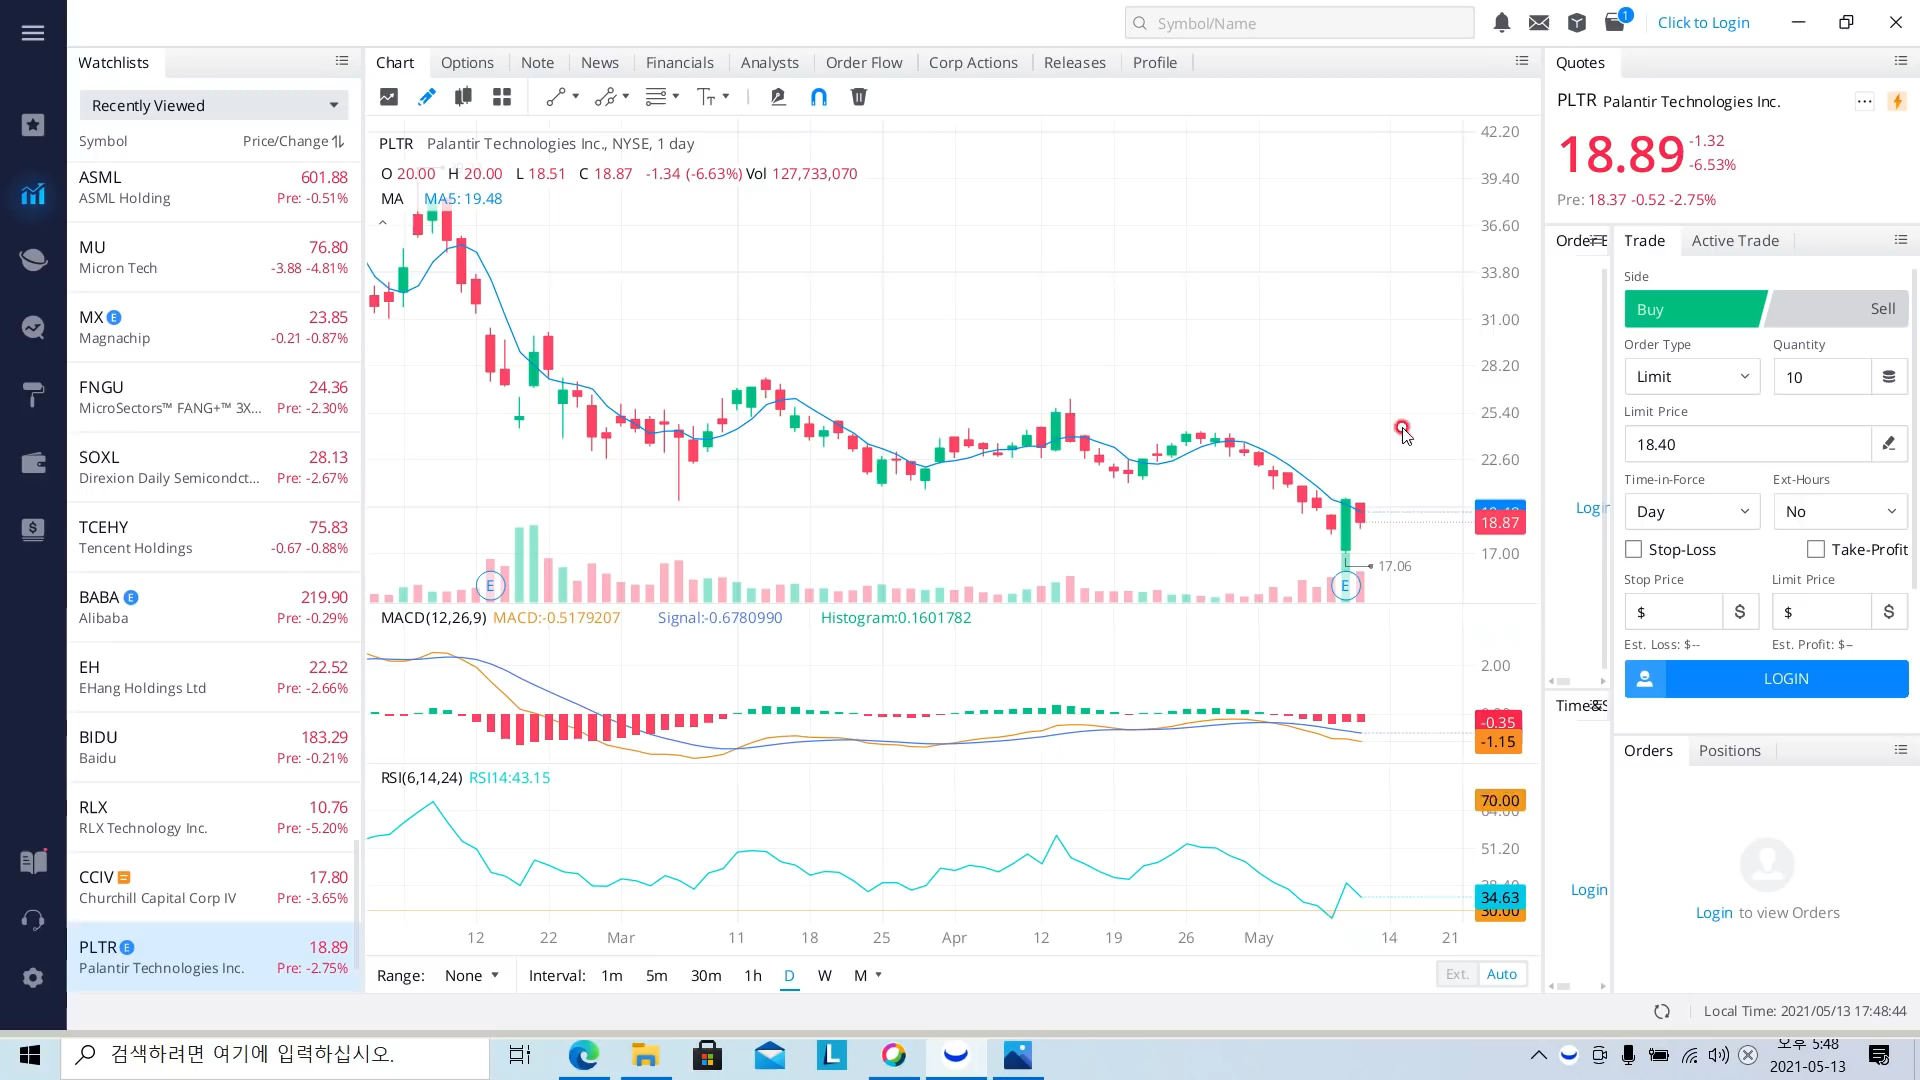 Symbol/Name
1
Click to Login
Watchlists
Recently Viewed
Symbol Price/Change
ASML 601.88
ASML Holding Pre: -0.51%
MU 76.80
Micron Tech -3.88 -4.81%
MX E 23.85
Magnachip -0.21 -0.87%
FNGU 24.36
MicroSectors™ FANG+™ 3X... Pre: -2.30%
SOXL 28.13
Direxion Daily Semicondct... Pre: -2.67%
TCEHY 75.83
Tencent Holdings -0.67 -0.88%
BABA E 219.90
Alibaba Pre: -0.29%
EH 22.52
EHang Holdings Ltd Pre: -2.66%
BIDU 183.29
Baidu Pre: -0.21%
RLX 10.76
RLX Technology Inc. Pre: -5.20%
CCIV 17.80
Churchill Capital Corp IV Pre: -3.65%
PLTR E 18.89
Palantir Technologies Inc. Pre: -2.75%
Chart Options Note News Financials Analysts Order Flow Corp Actions Releases Profile
PLTR Palantir Technologies Inc., NYSE, 1 day
O 20.00 H 20.00 L 18.51 C 18.87 -1.34 (-6.63%) Vol 127,733,070
MA MA5: 19.48
42.20
39.40
36.60
33.80
31.00
28.20
25.40
22.60
18.87
17.00
17.06
E E
MACD(12,26,9) MACD:-0.5179207 Signal:-0.6780990 Histogram:0.1601782
2.00
-0.35
-1.15
RSI(6,14,24) RSI14:43.15
70.00
64.00
51.20
34.63
30.00
12 22 Mar 11 18 25 Apr 12 19 26 May 14 21
Range: None Interval: 1m 5m 30m 1h D W M
Ext. Auto
Quotes
PLTR Palantir Technologies Inc.
18.89 -1.32
-6.53%
Pre: 18.37 -0.52 -2.75%
Trade Active Trade
Side
Buy Sell
Order Type Quantity
Limit 10
Limit Price
18.40
Time-in-Force Ext-Hours
Day No
Stop-Loss Take-Profit
Stop Price Limit Price
$ $ $ $
Est. Loss: $-- Est. Profit: $–
LOGIN
Login
Orders Positions
Login to view Orders
Local Time: 2021/05/13 17:48:44
검색하려면 여기에 입력하십시오.
L
오후 5:48
2021-05-13